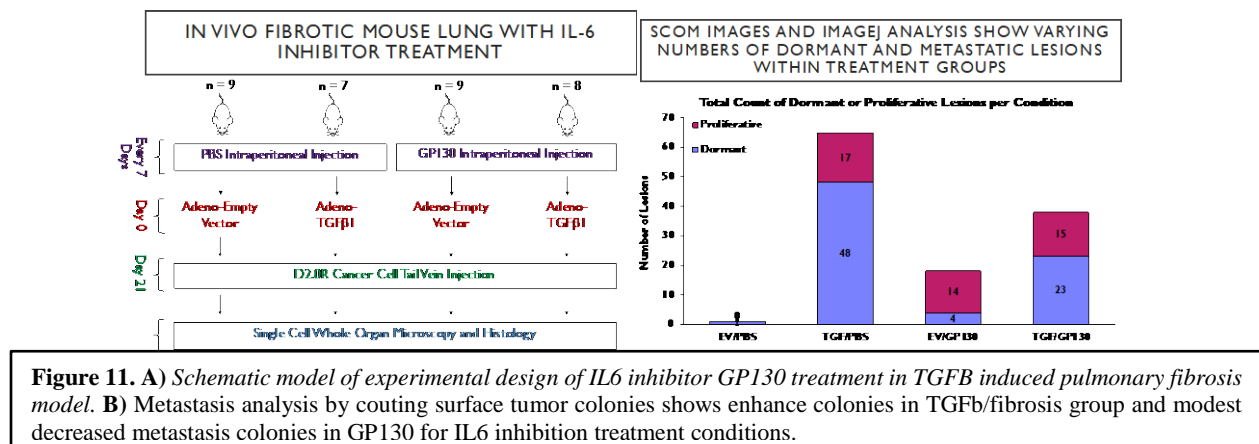 IN VIVO FIBROTIC MOUSE LUNG WITH IL-6
INHIBITOR TREATMENT
n = 9
n = 7
n = 9
n = 8
Every 7
Days
PBS Intraperitoneal Injection
GP130 Intraperitoneal Injection
Day 0
Adeno-Empty
Vector
Adeno-
TGFβ1
Adeno-Empty
Vector
Adeno-
TGFβ1
Day 21
D2.0R Cancer Cell Tail Vein Injection
Single Cell Whole Organ Microscopy and Histology
SCOM IMAGES AND IMAGEJ ANALYSIS SHOW VARYING
NUMBERS OF DORMANT AND METASTATIC LESIONS
WITHIN TREATMENT GROUPS
Total Count of Dormant or Proliferative Lesions per Condition
Proliferative
Dormant
Number of Lesions
70
60
50
40
30
20
10
0
0
17
48
14
4
15
23
EV/PBS
TGF/PBS
EV/GP130
TGF/GP130
Figure 11. A) Schematic model of experimental design of IL6 inhibitor GP130 treatment in TGFB induced pulmonary fibrosis
model. B) Metastasis analysis by couting surface tumor colonies shows enhance colonies in TGFb/fibrosis group and modest
decreased metastasis colonies in GP130 for IL6 inhibition treatment conditions.